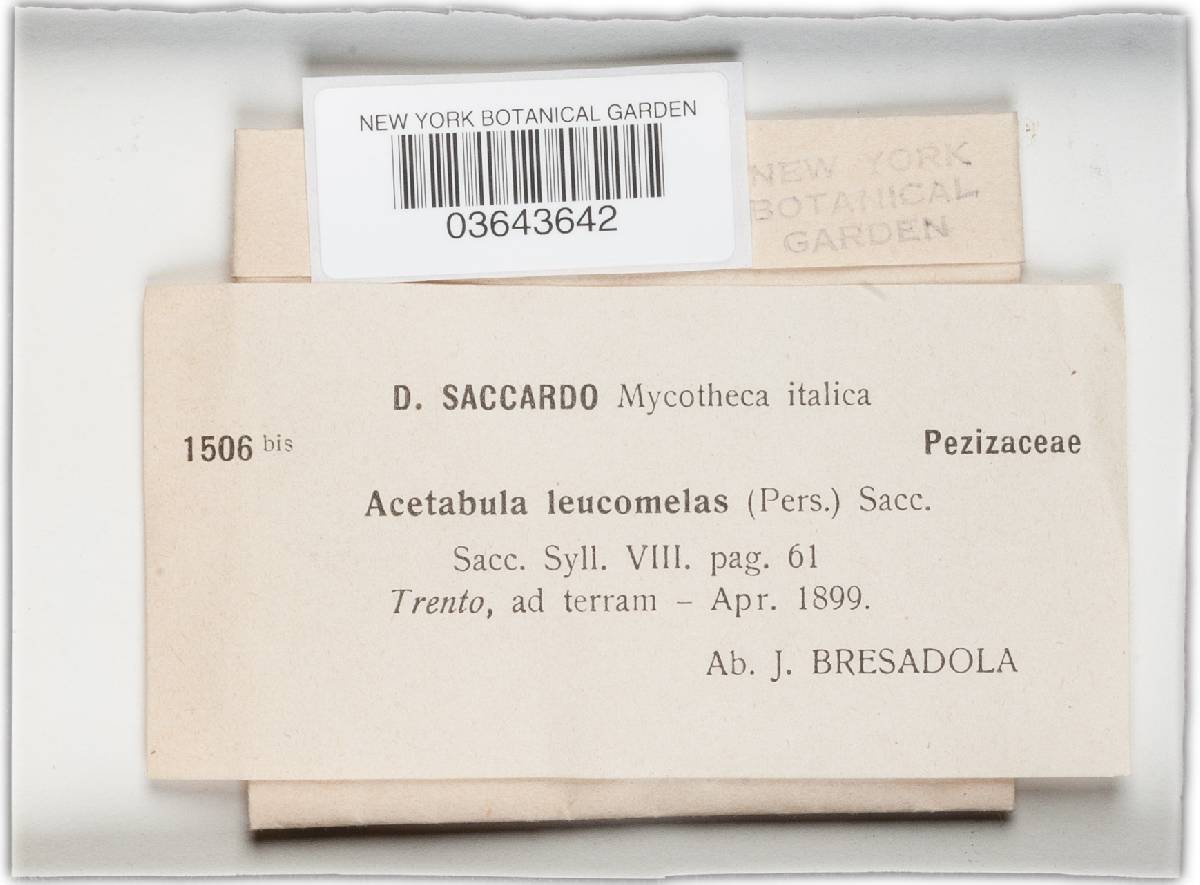 NEW YORK BOTANICAL GARDEN
03643642
NEW YORK
BOTANICAL
GARDEN
D. SACCARDO Mycotheca italica
1506 bis
Pezizaceae
Acetabula leucomelas (Pers.) Sacc.
Sacc. Syll. VIII. pag. 61
Trento, ad terram – Apr. 1899.
Ab. J. BRESADOLA